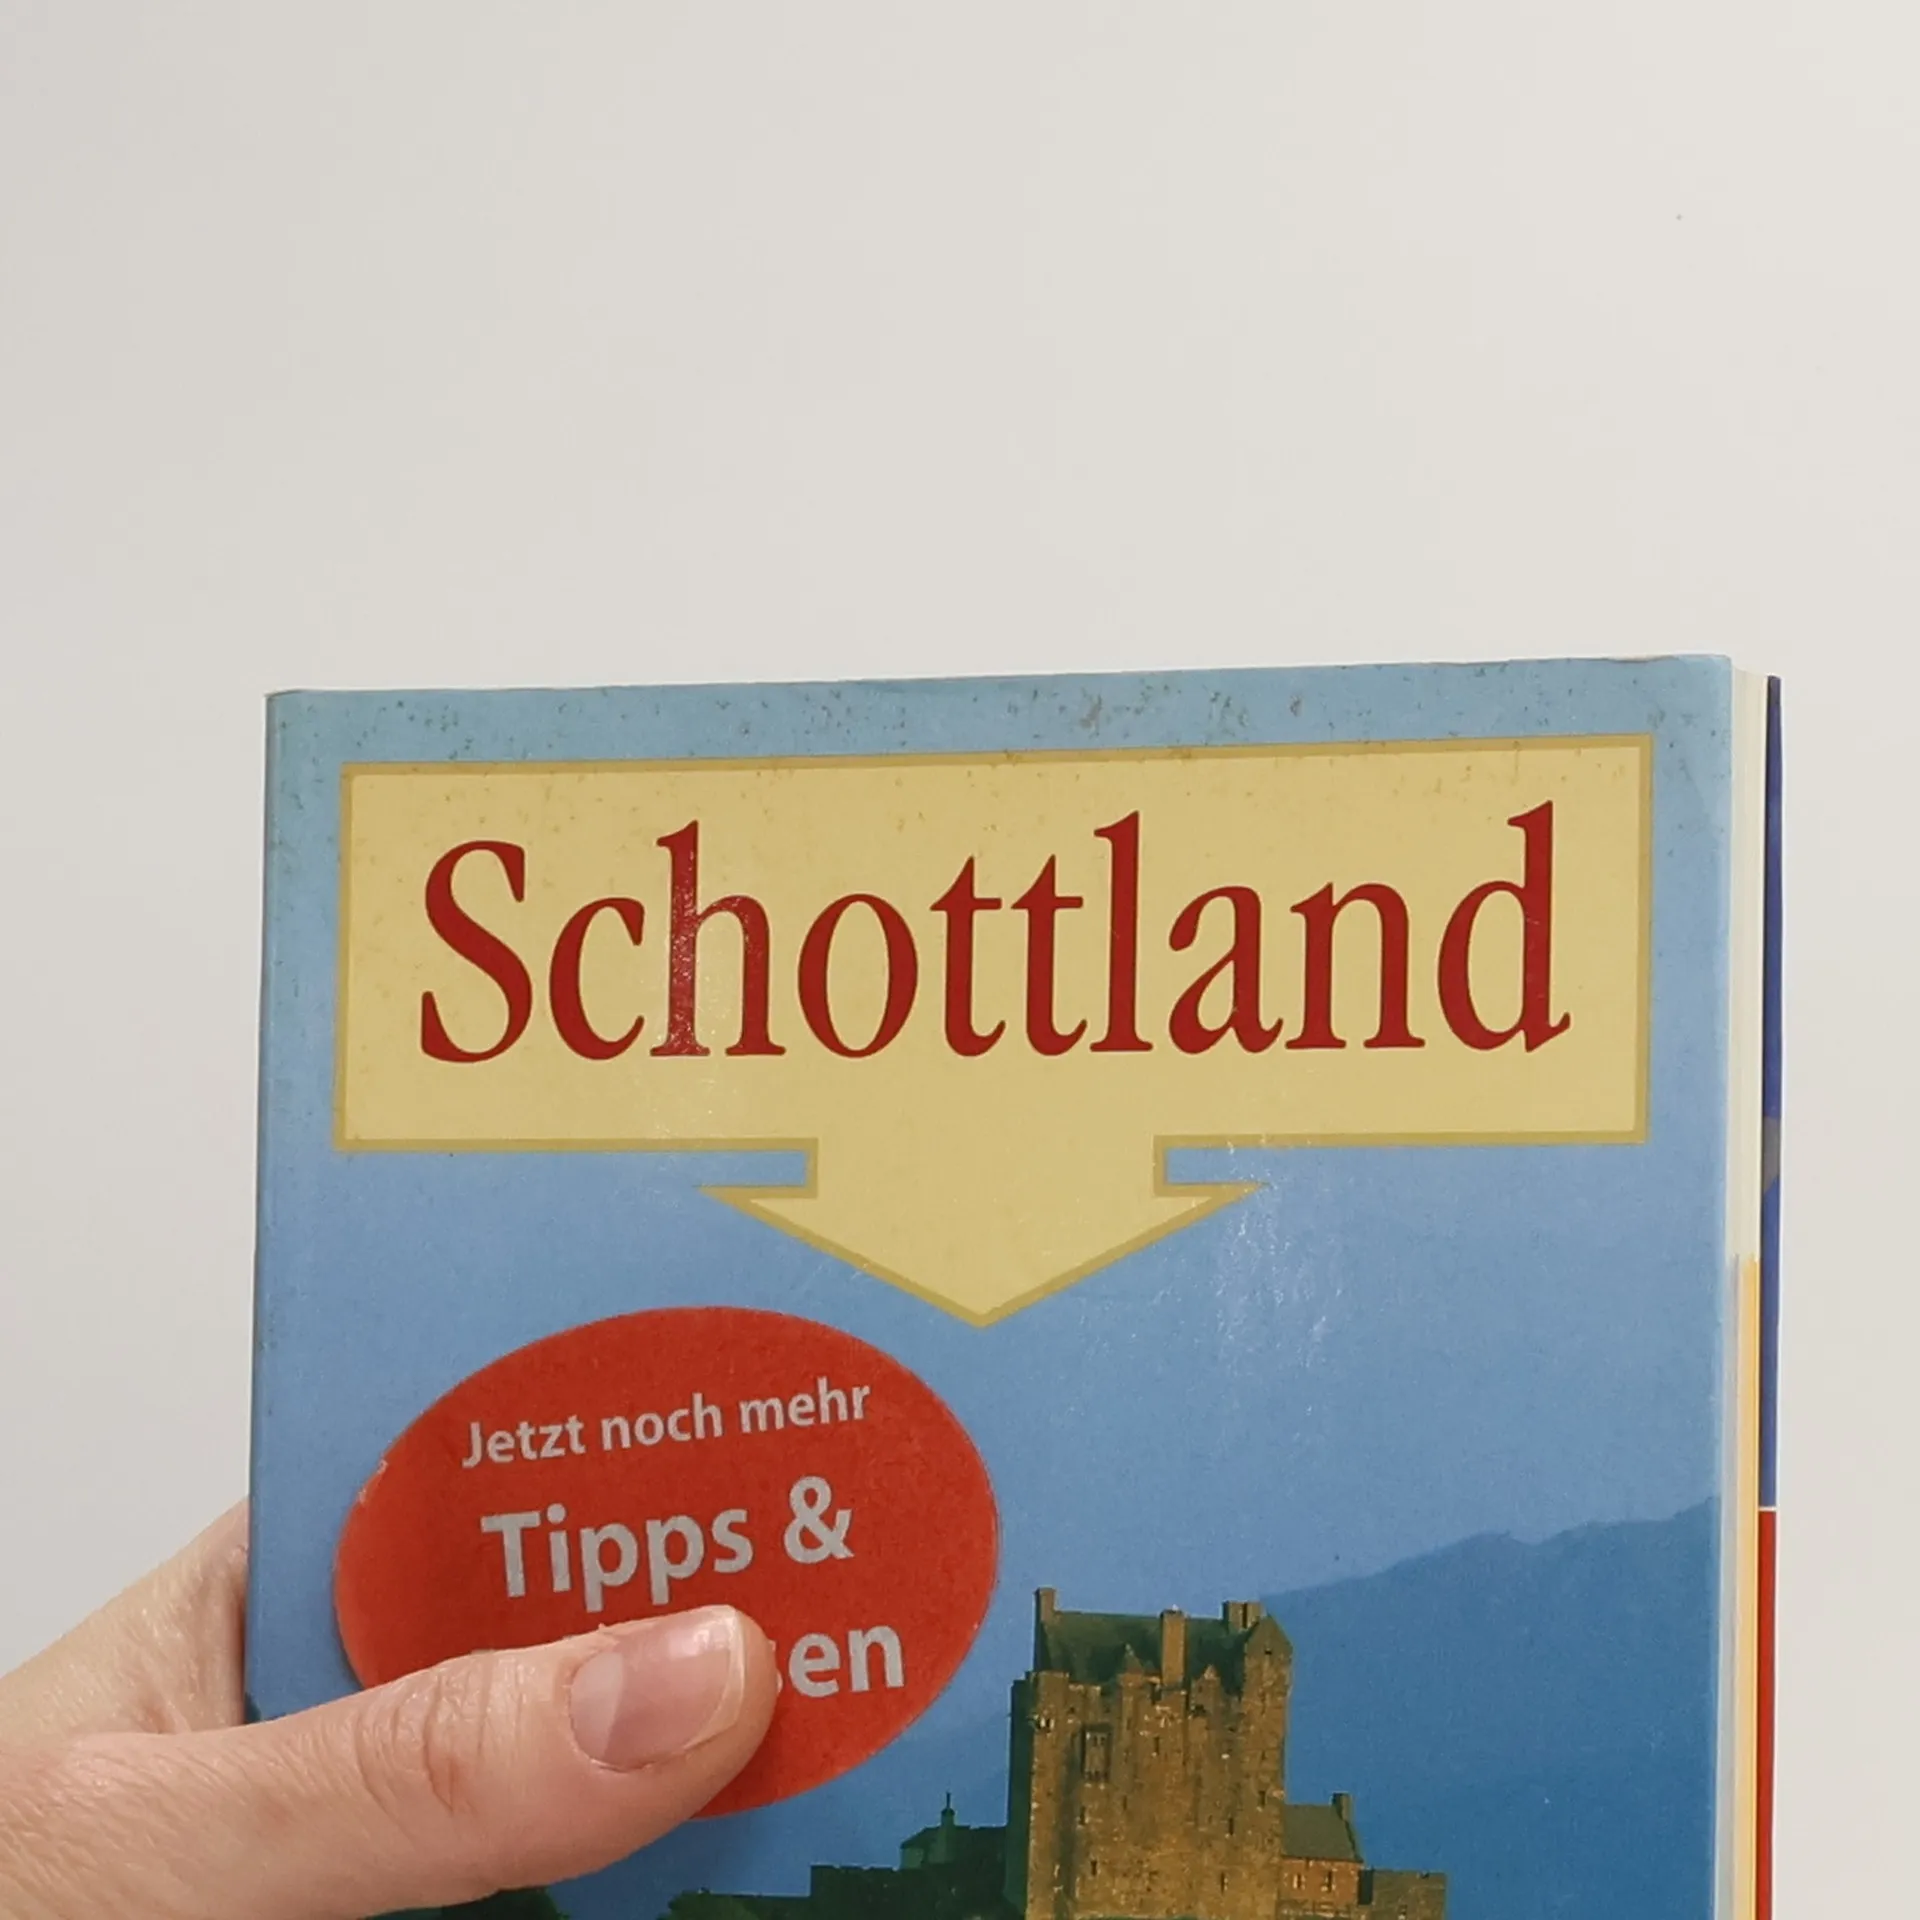 Schottland
Jetzt noch mehr
Tipps &